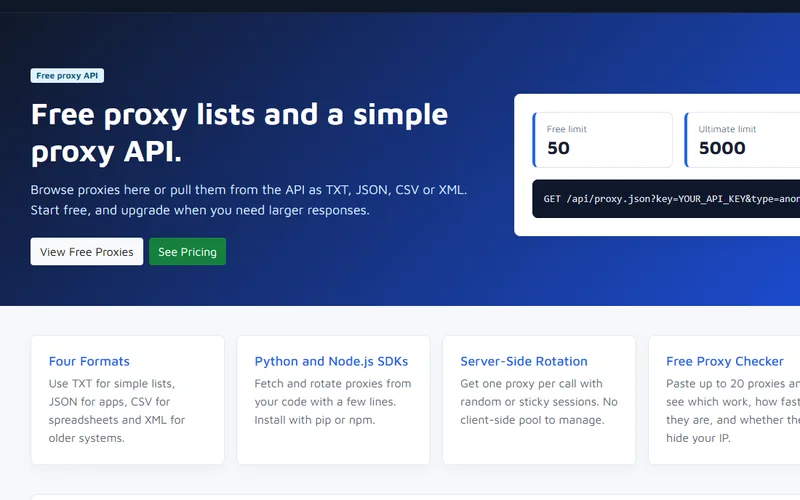 Free proxy API
Free proxy lists and a simple
proxy API.
Browse proxies here or pull them from the API as TXT, JSON, CSV or XML.
Start free, and upgrade when you need larger responses.
View Free Proxies
See Pricing
Free limit
50
Ultimate limit
5000
GET /api/proxy.json?key=YOUR_API_KEY&type=anon
Four Formats
Use TXT for simple lists,
JSON for apps, CSV for
spreadsheets and XML for
older systems.
Python and Node.js SDKs
Fetch and rotate proxies from
your code with a few lines.
Install with pip or npm.
Server-Side Rotation
Get one proxy per call with
random or sticky sessions. No
client-side pool to manage.
Free Proxy Checker
Paste up to 20 proxies
see which work, how fast
they are, and whether
hide your IP.